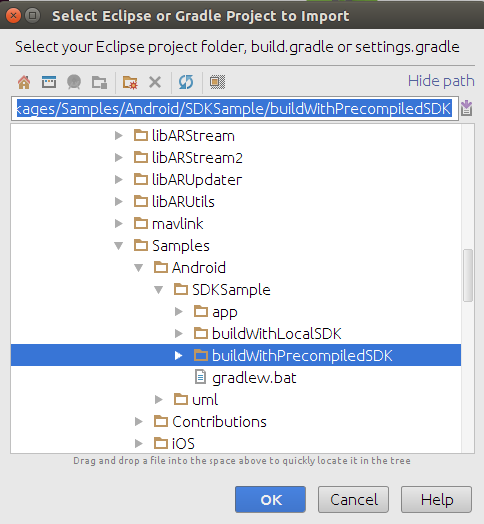 Select Eclipse or Gradle Project to Import
Select your Eclipse project folder, build.gradle or settings.gradle
Hide path
kages/Samples/Android/SDKSample/buildWithPrecompiledSDK
libARStream
libARStream2
libARUpdater
libARUtils
mavlink
Samples
Android
SDKSample
app
buildWithLocalSDK
buildWithPrecompiledSDK
gradlew.bat
uml
Contributions
iOS
Drag and drop a file into the space above to quickly locate it in the tree
OK Cancel Help